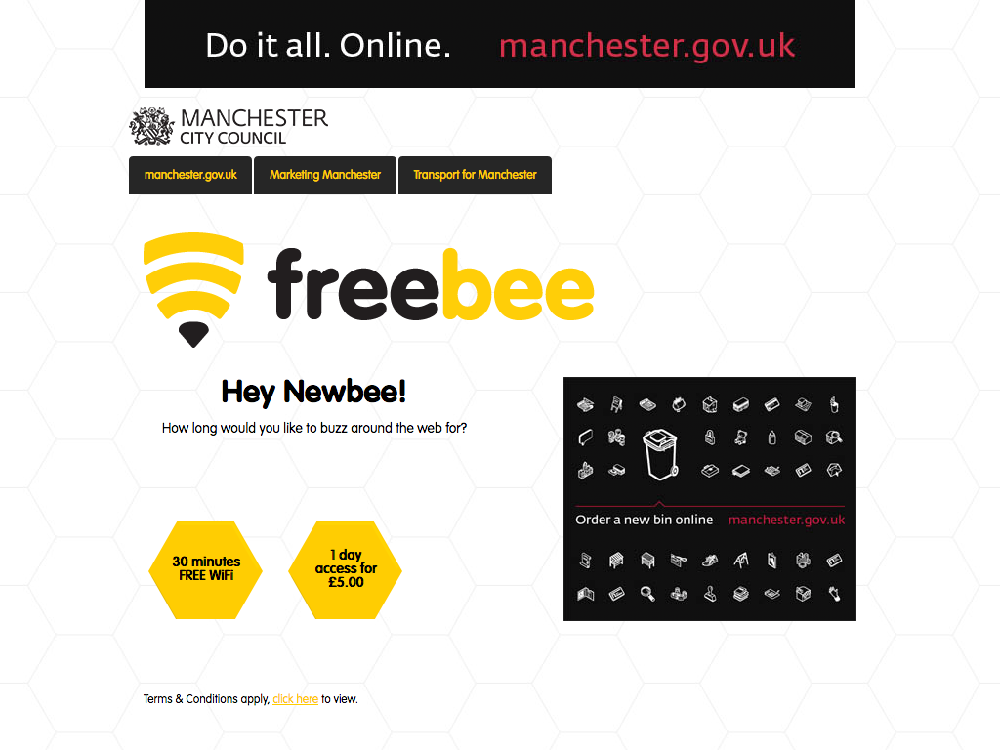 Do it all. Online. manchester.gov.uk
MANCHESTER
CITY COUNCIL
manchester.gov.uk
Marketing Manchester
Transport for Manchester
freebee
Hey Newbee!
How long would you like to buzz around the web for?
30 minutes
FREE WiFi
1 day
access for
£5.00
Order a new bin online manchester.gov.uk
Terms & Conditions apply, click here to view.